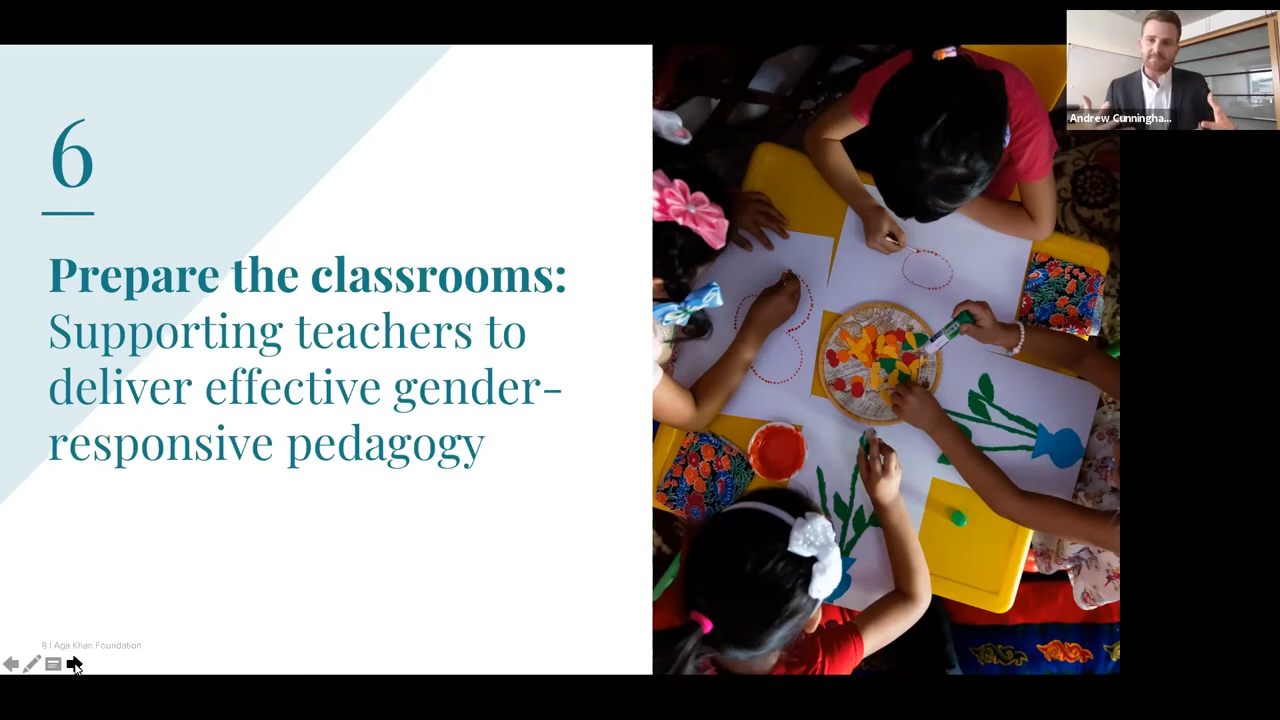 6
Prepare the classrooms:
Supporting teachers to
deliver effective gender-
responsive pedagogy
8 | Aga Khan Foundation
Andrew Cunningha...